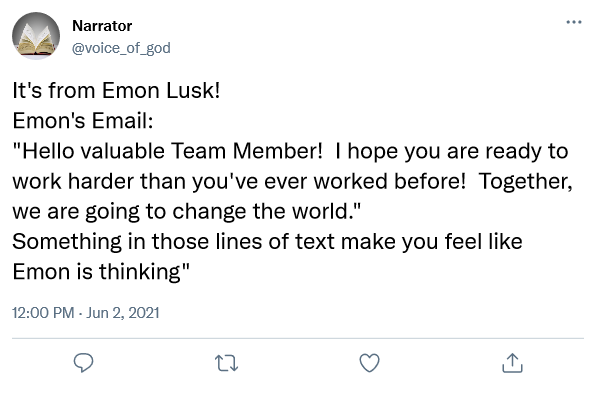 Narrator
@voice_of_god
It's from Emon Lusk!
Emon's Email:
"Hello valuable Team Member!  I hope you are ready to
work harder than you've ever worked before!  Together,
we are going to change the world."
Something in those lines of text make you feel like
Emon is thinking"
12:00 PM · Jun 2, 2021